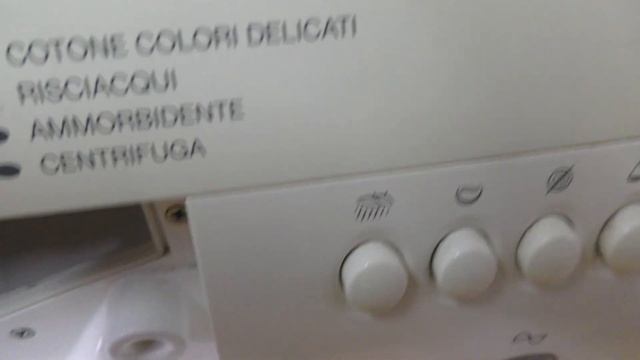 COTONE COLORI DELICATI
RISCIACQUI
AMMORBIDENTE
CENTRIFUGA